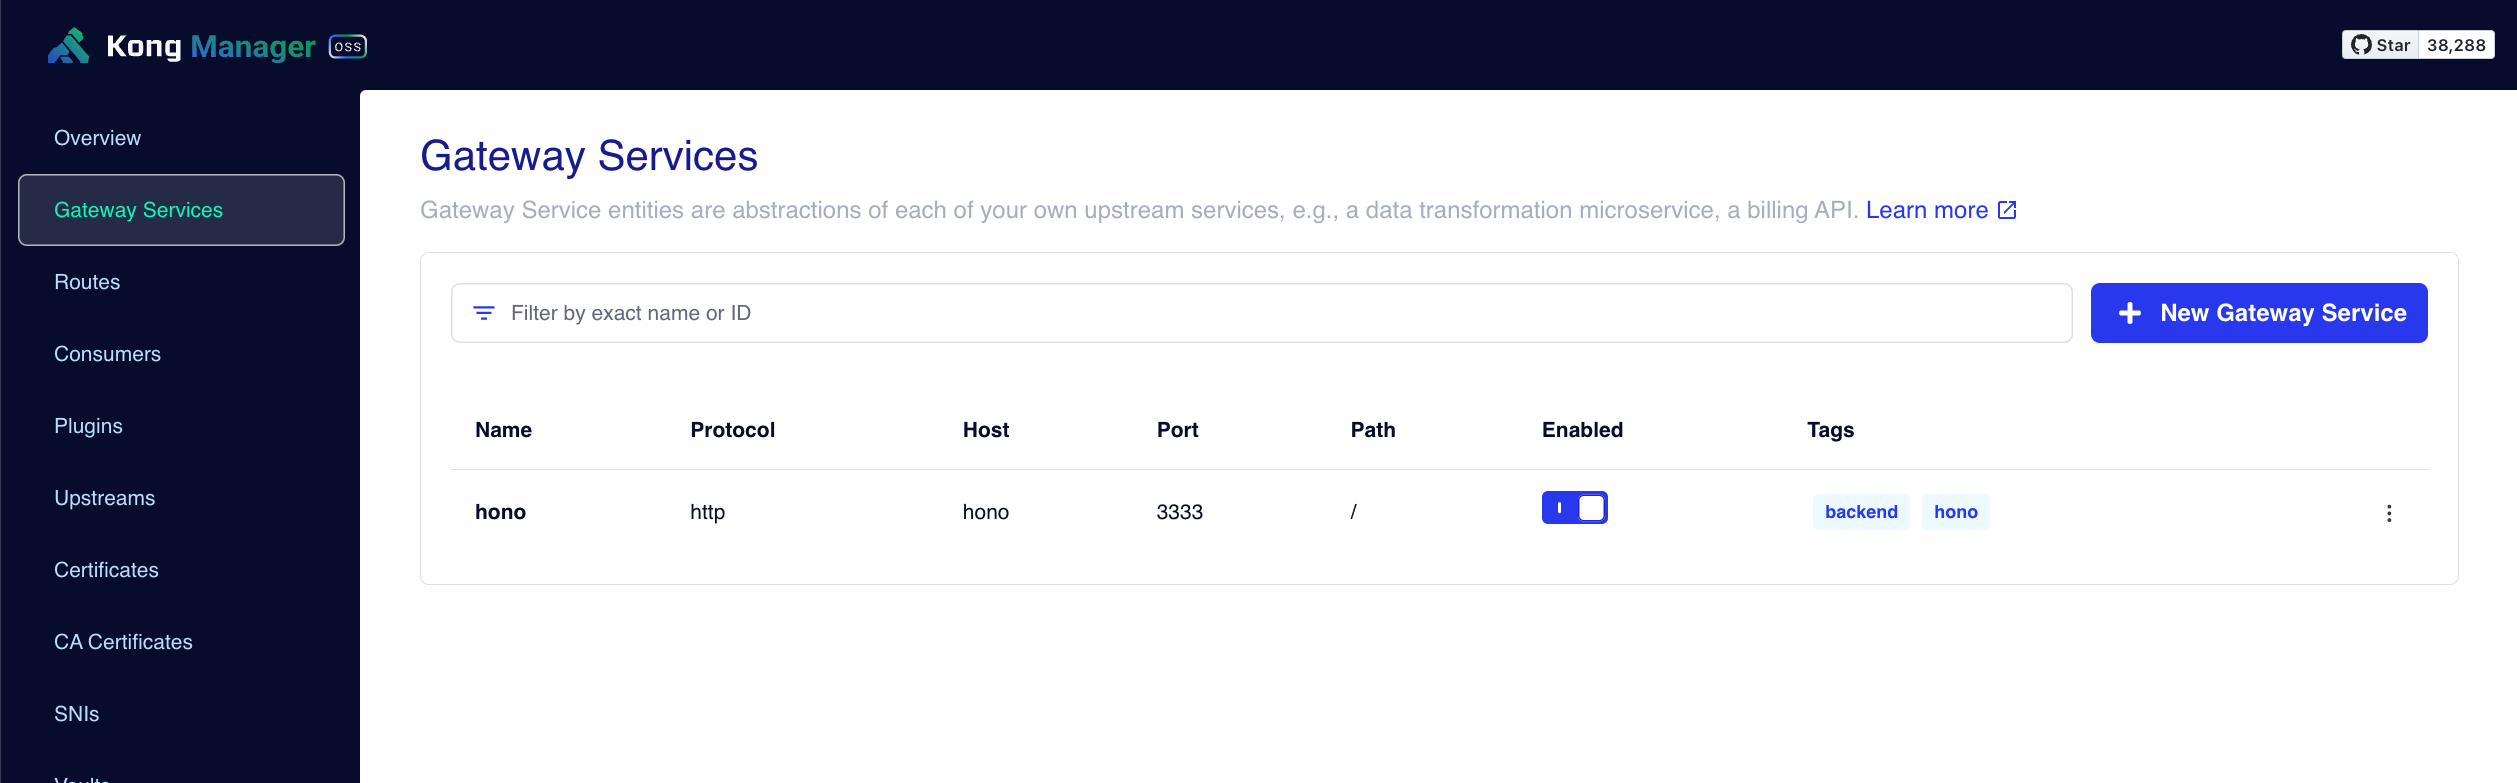 Kong Manager OSS
Star 38,288
Overview
Gateway Services
Routes
Consumers
Plugins
Upstreams
Certificates
CA Certificates
SNIs
Vaults
Gateway Services
Gateway Service entities are abstractions of each of your own upstream services, e.g., a data transformation microservice, a billing API. Learn more
Filter by exact name or ID
New Gateway Service
Name Protocol Host Port Path Enabled Tags
hono http hono 3333 / backend hono